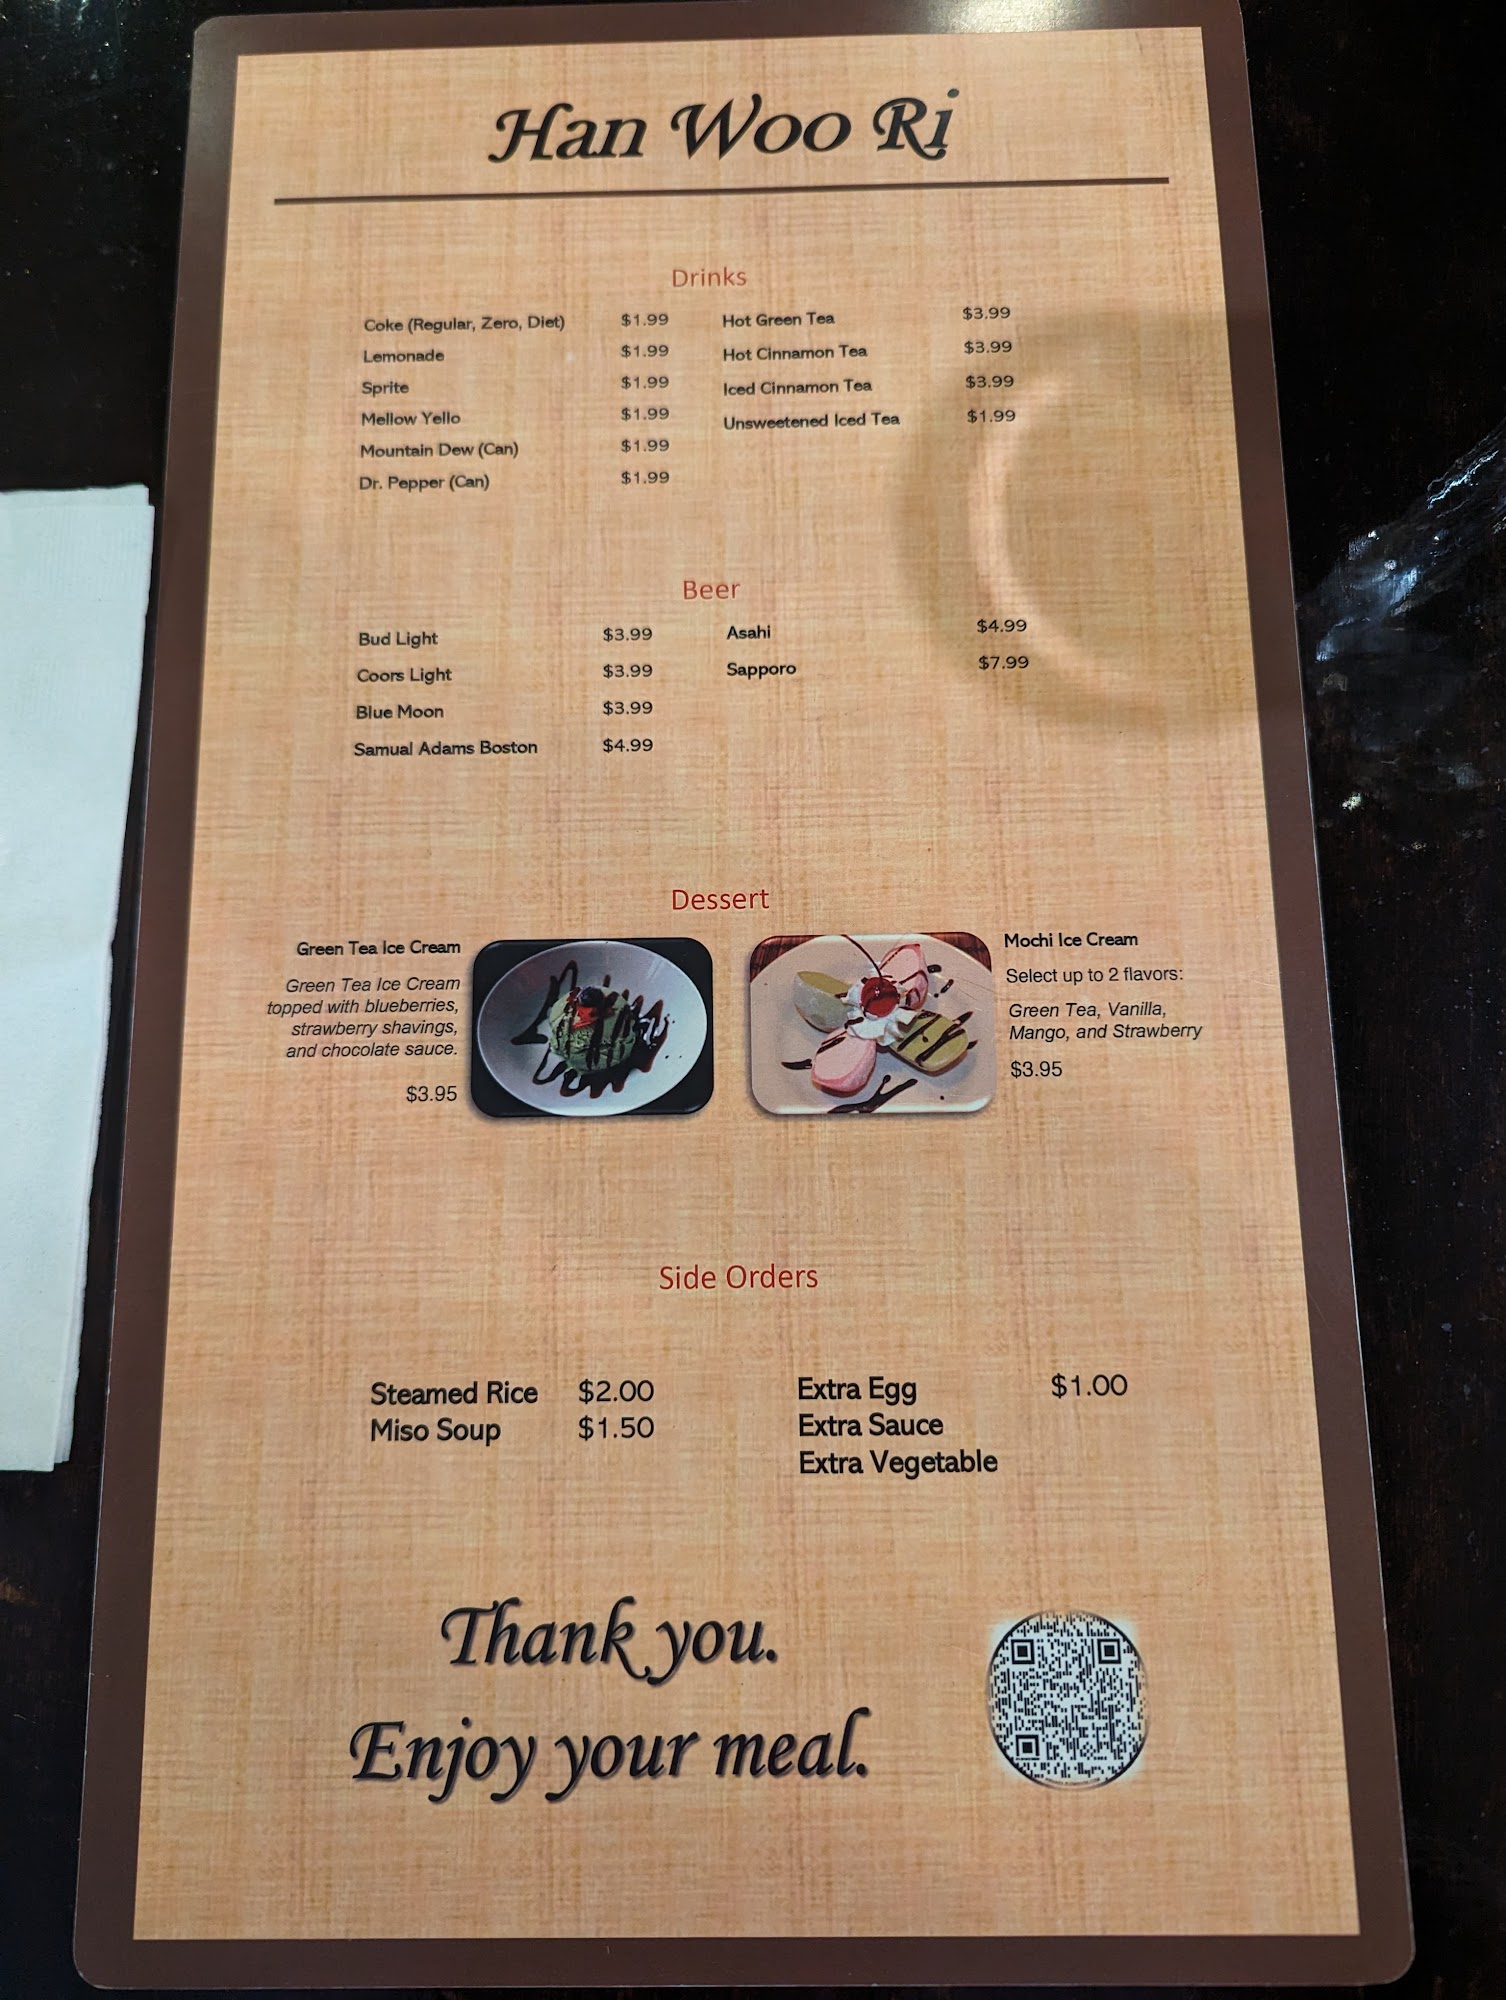 Han Woo Ri
Drinks
Coke (Regular, Zero, Diet) $1.99
Lemonade $1.99
Sprite $1.99
Mellow Yello $1.99
Mountain Dew (Can) $1.99
Dr. Pepper (Can) $1.99
Hot Green Tea $3.99
Hot Cinnamon Tea $3.99
Iced Cinnamon Tea $3.99
Unsweetened Iced Tea $1.99
Beer
Bud Light $3.99
Coors Light $3.99
Blue Moon $3.99
Samual Adams Boston $4.99
Asahi $4.99
Sapporo $7.99
Dessert
Green Tea Ice Cream
Green Tea Ice Cream
topped with blueberries,
strawberry shavings,
and chocolate sauce.
$3.95
Mochi Ice Cream
Select up to 2 flavors:
Green Tea, Vanilla,
Mango, and Strawberry
$3.95
Side Orders
Steamed Rice $2.00
Miso Soup $1.50
Extra Egg $1.00
Extra Sauce
Extra Vegetable
Thank you.
Enjoy your meal.